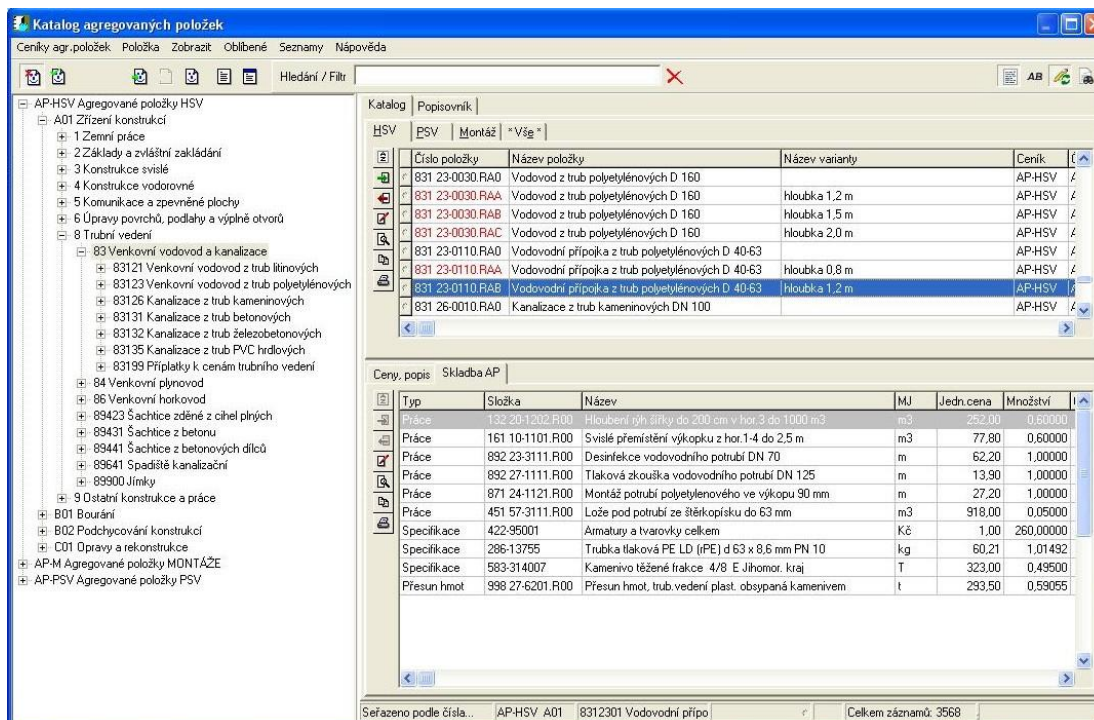 Katalog agregovaných položek
Ceníky agr.položek Položka Zobrazit Oblíbené Seznamy Nápověda
Hledání / Filtr AB
AP-HSV Agregované položky HSV
A01 Zřízení konstrukcí
1 Zemní práce
2 Základy a zvláštní zakládání
3 Konstrukce svislé
4 Konstrukce vodorovné
5 Komunikace a zpevněné plochy
6 Úpravy povrchů, podlahy a výplně otvorů
8 Trubní vedení
83 Venkovní vodovod a kanalizace
83121 Venkovní vodovod z trub litinových
83123 Venkovní vodovod z trub polyetylénových
83126 Kanalizace z trub kameninových
83131 Kanalizace z trub betonových
83132 Kanalizace z trub železobetonových
83135 Kanalizace z trub PVC hrdlových
83199 Příplatky k cenám trubního vedení
84 Venkovní plynovod
86 Venkovní horkovod
89423 Šachtice zděné z cihel plných
89431 Šachtice z betonu
89441 Šachtice z betonových dílců
89641 Spadiště kanalizační
89900 Jímky
9 Ostatní konstrukce a práce
B01 Bourání
B02 Podchycování konstrukcí
C01 Opravy a rekonstrukce
AP-M Agregované položky MONTÁŽE
AP-PSV Agregované položky PSV
Katalog Popisovník
HSV PSV Montáž *Vše*
Číslo položky Název položky Název varianty Ceník
831 23-0030.RA0 Vodovod z trub polyetylénových D 160 AP-HSV
831 23-0030.RAA Vodovod z trub polyetylénových D 160 hloubka 1,2 m AP-HSV
831 23-0030.RAB Vodovod z trub polyetylénových D 160 hloubka 1,5 m AP-HSV
831 23-0030.RAC Vodovod z trub polyetylénových D 160 hloubka 2,0 m AP-HSV
831 23-0110.RA0 Vodovodní přípojka z trub polyetylénových D 40-63 AP-HSV
831 23-0110.RAA Vodovodní přípojka z trub polyetylénových D 40-63 hloubka 0,8 m AP-HSV
831 23-0110.RAB Vodovodní přípojka z trub polyetylénových D 40-63 hloubka 1,2 m AP-HSV
831 26-0010.RA0 Kanalizace z trub kameninových DN 100 AP-HSV
Ceny, popis Skladba AP
Typ Složka Název MJ Jedn.cena Množství
Práce 132 20-1202.R00 Hloubení rýh šířky do 200 cm v hor.3 do 1000 m3 m3 252,00 0,60000
Práce 161 10-1101.R00 Svislé přemístění výkopku z hor.1-4 do 2,5 m m3 77,80 0,60000
Práce 892 23-3111.R00 Desinfekce vodovodního potrubí DN 70 m 62,20 1,00000
Práce 892 27-1111.R00 Tlaková zkouška vodovodního potrubí DN 125 m 13,90 1,00000
Práce 871 24-1121.R00 Montáž potrubí polyetylenového ve výkopu 90 mm m 27,20 1,00000
Práce 451 57-3111.R00 Lože pod potrubí ze štěrkopísku do 63 mm m3 918,00 0,05000
Specifikace 422-95001 Armatury a tvarovky celkem Kč 1,00 260,00000
Specifikace 286-13755 Trubka tlaková PE LD (rPE) d 63 x 8,6 mm PN 10 kg 60,21 1,01492
Specifikace 583-314007 Kamenivo těžené frakce 4/8 E Jihomor. kraj T 323,00 0,49500
Přesun hmot 998 27-6201.R00 Přesun hmot, trub.vedení plast. obsypaná kamenivem t 293,50 0,59055
Seřazeno podle čísla... AP-HSV A01 8312301 Vodovodní přípo Celkem záznamů: 3568